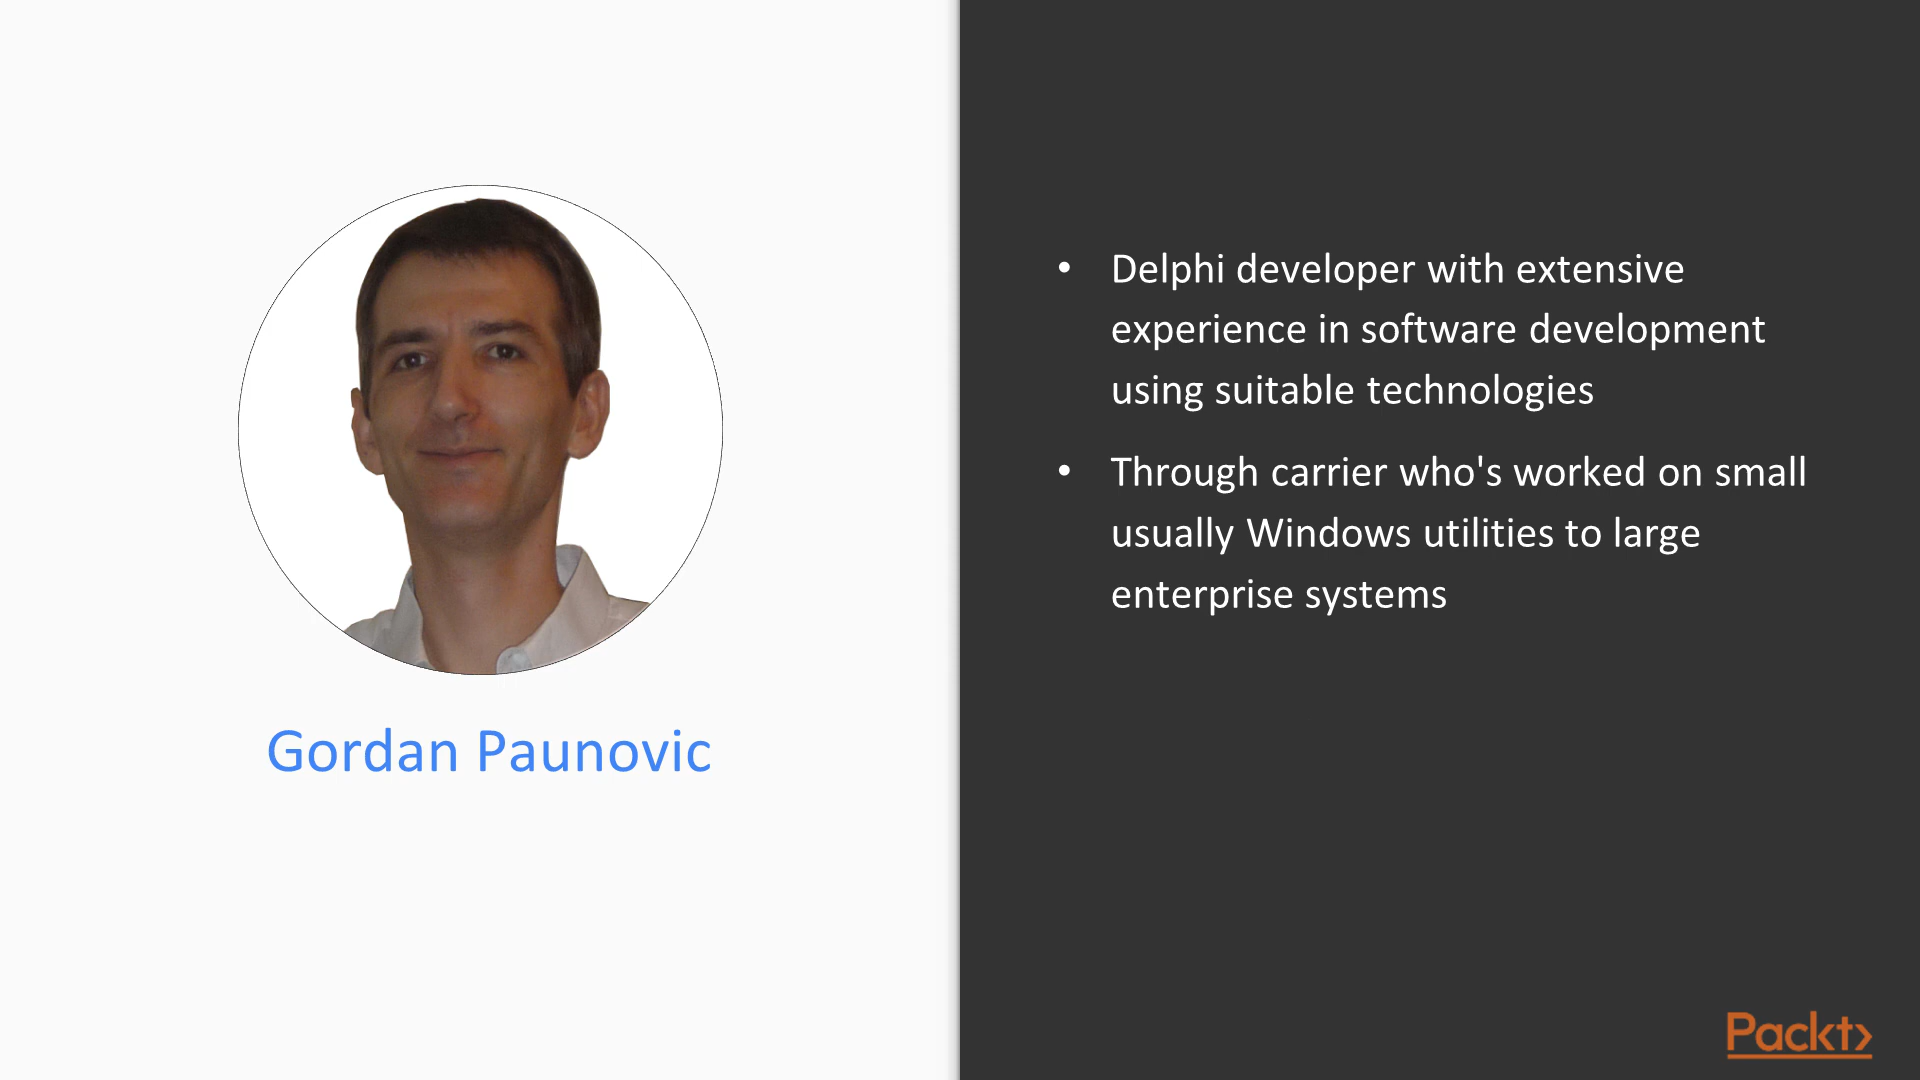 Gordan Paunovic
• Delphi developer with extensive
experience in software development
using suitable technologies
• Through carrier who's worked on small
usually Windows utilities to large
enterprise systems
Packt>